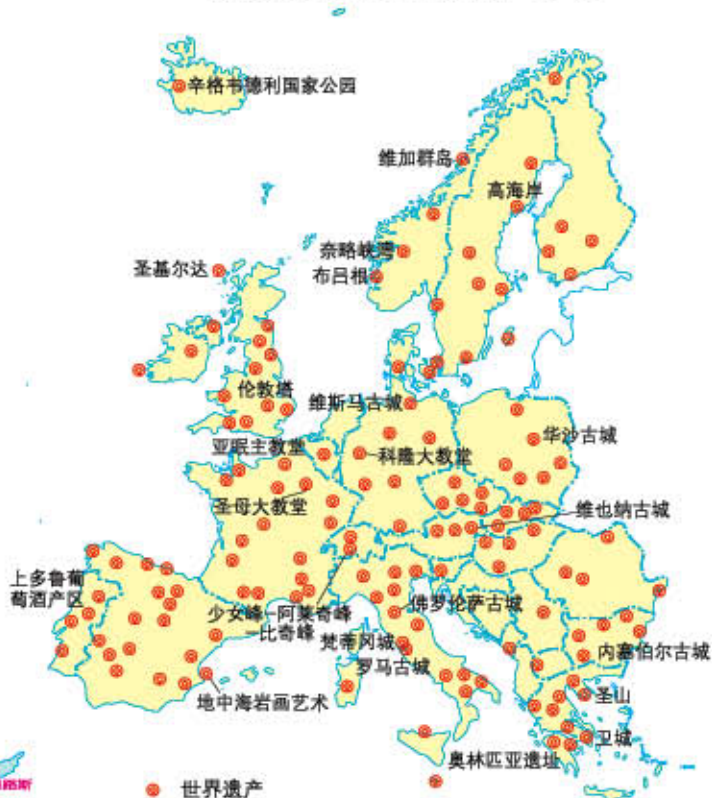 辛格韦德利国家公园
维加群岛
高海岸
奈略峡湾
布吕根
圣基尔达
伦敦塔
维斯马古城
华沙古城
亚眠主教堂
科隆大教堂
圣母大教堂
维也纳古城
上多鲁葡
萄酒产区
少女峰-阿莱奇峰
-比奇峰
佛罗伦萨古城
梵蒂冈城
罗马古城
内塞伯尔古城
地中海岩画艺术
圣山
卫城
奥林匹亚遗址
世界遗产